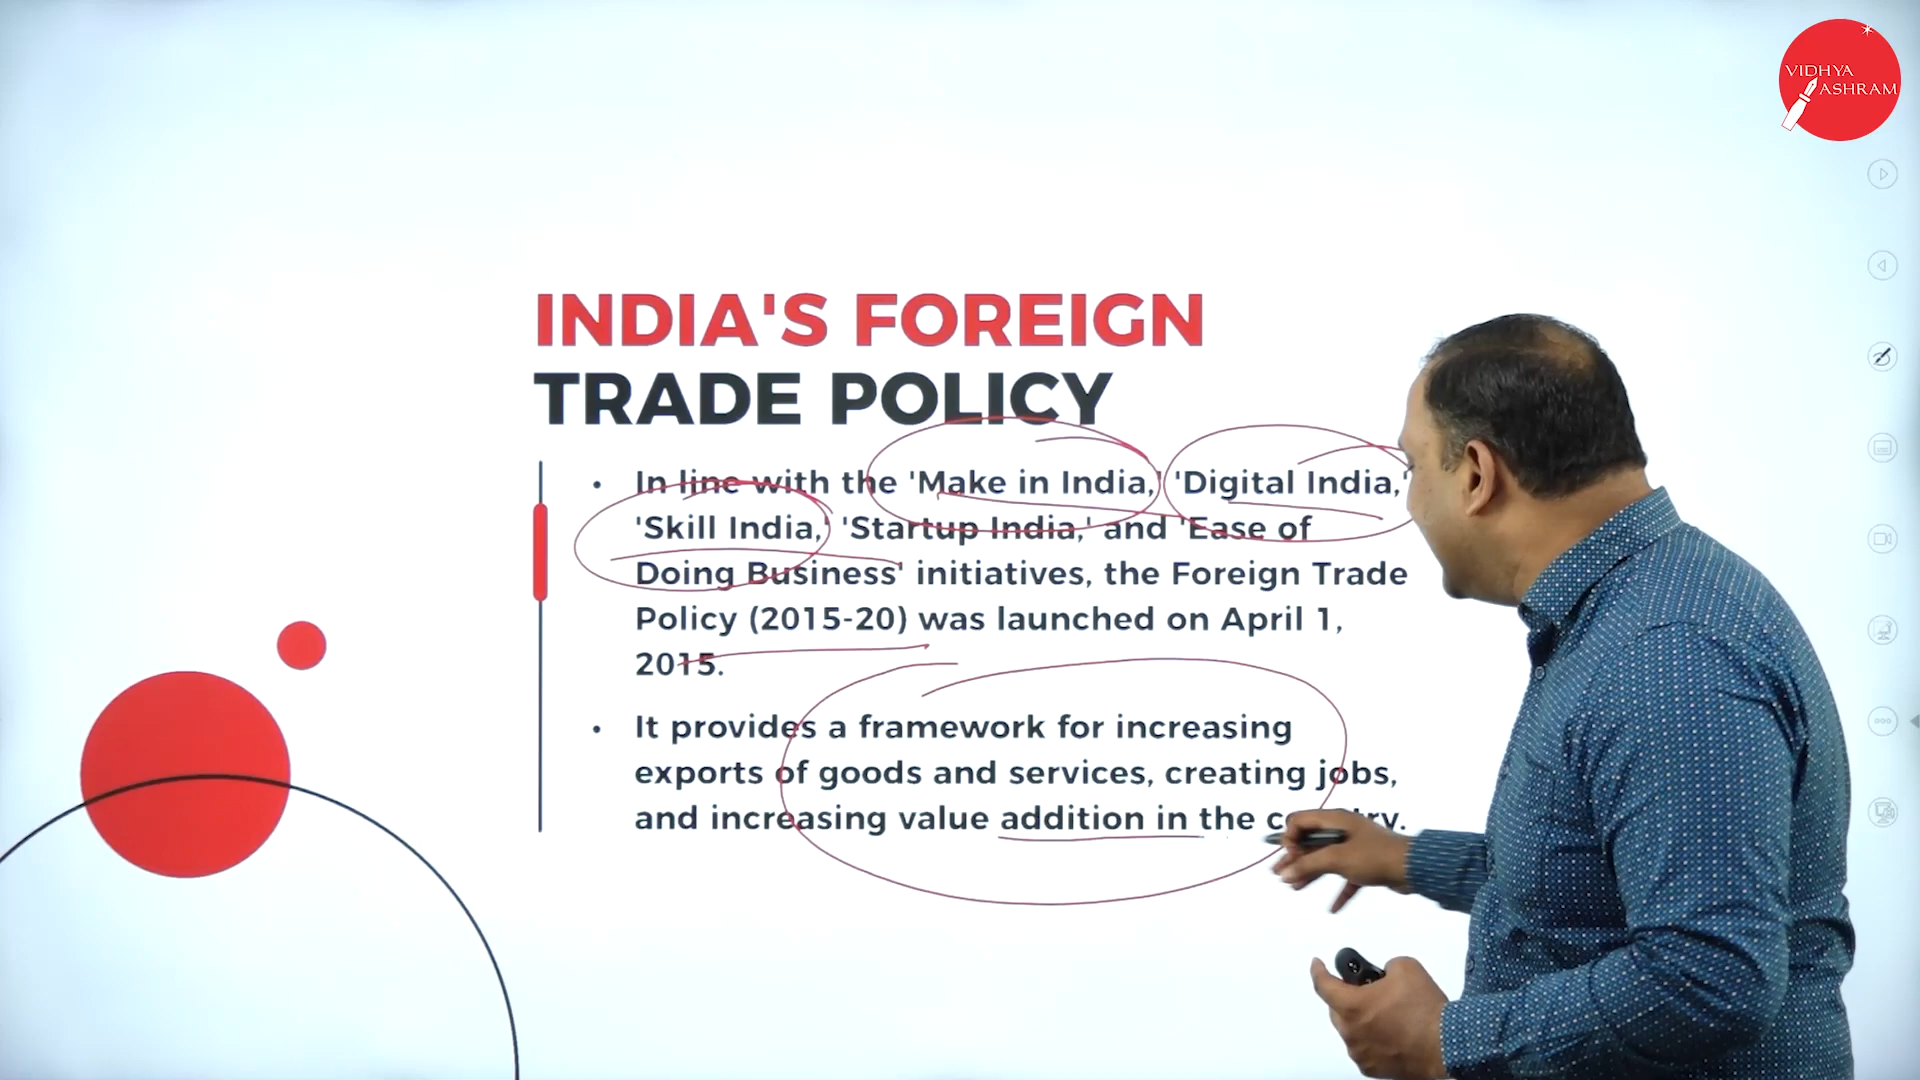 VIDHYA
ASHRAM
INDIA'S FOREIGN
TRADE POLICY
• In line with the 'Make in India,' 'Digital India,'
'Skill India,' 'Startup India,' and 'Ease of
Doing Business' initiatives, the Foreign Trade
Policy (2015-20) was launched on April 1,
2015.
• It provides a framework for increasing
exports of goods and services, creating jobs,
and increasing value addition in the